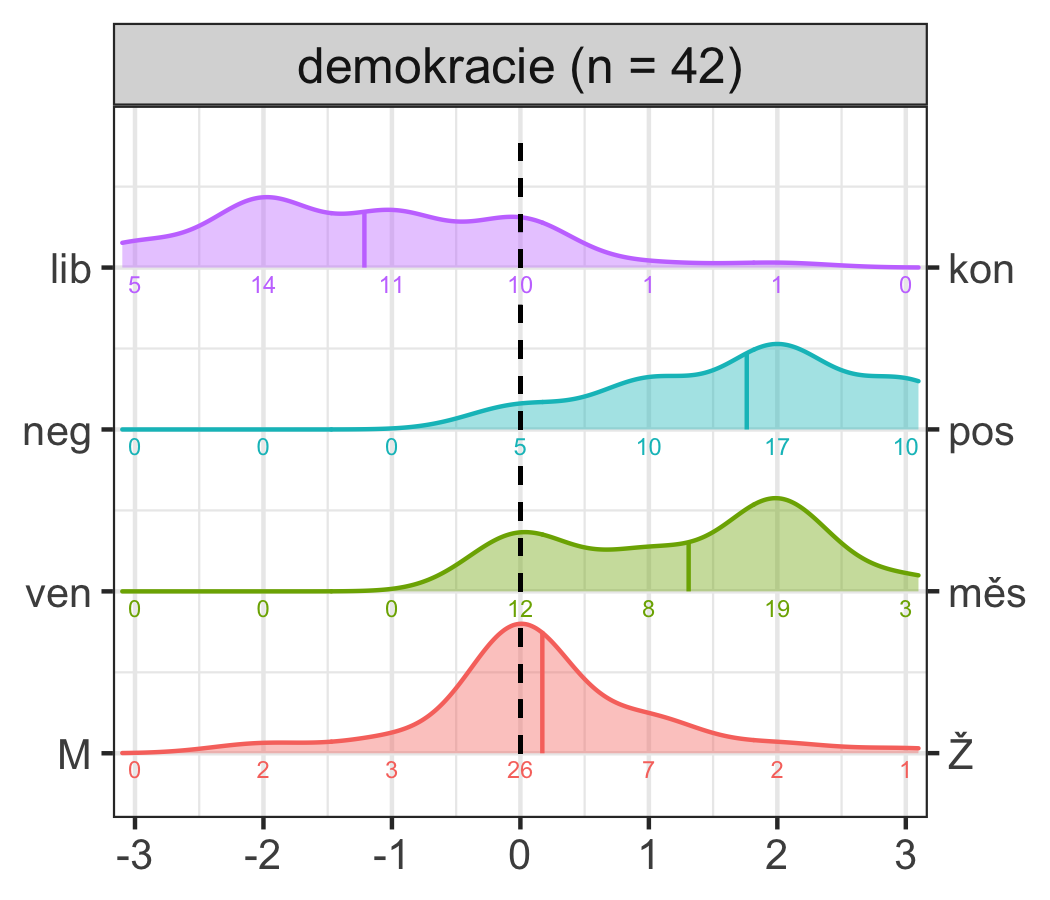 demokracie (n = 42)
lib kon
5 14 11 10 1 1 0
neg pos
0 0 0 5 10 17 10
ven měs
0 0 0 12 8 19 3
M Ž
0 2 3 26 7 2 1
-3 -2 -1 0 1 2 3